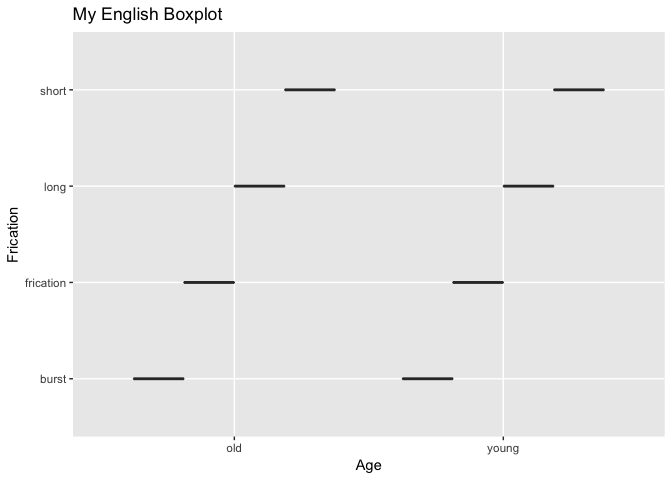 My English Boxplot
Frication
short
long
frication
burst
old young
Age